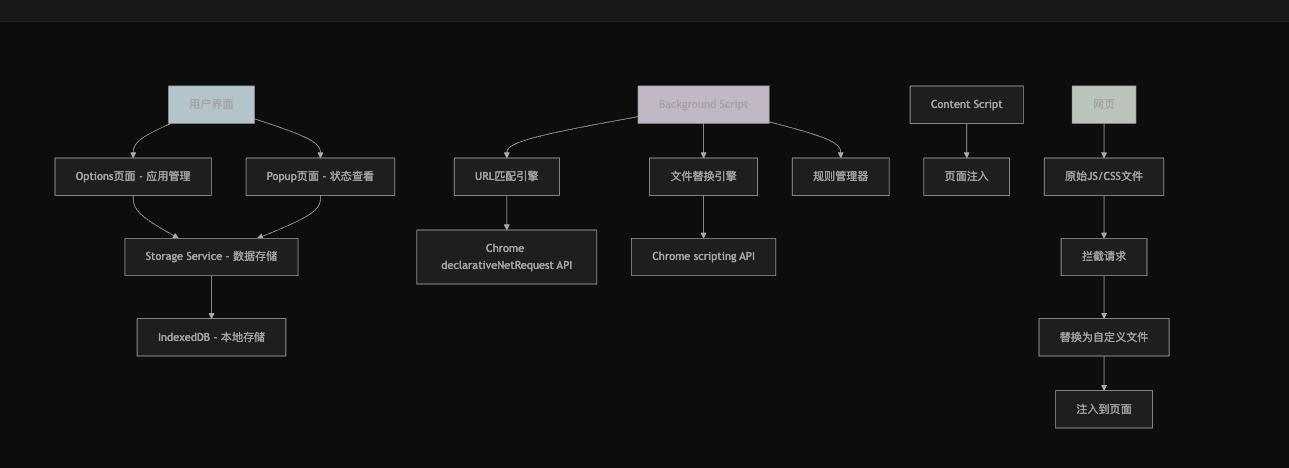 用户界面
Background Script
Content Script
网页
Options页面 - 应用管理
Popup页面 - 状态查看
URL匹配引擎
文件替换引擎
规则管理器
页面注入
原始JS/CSS文件
Storage Service - 数据存储
Chrome
declarativeNetRequest API
Chrome scripting API
拦截请求
IndexedDB - 本地存储
替换为自定义文件
注入到页面